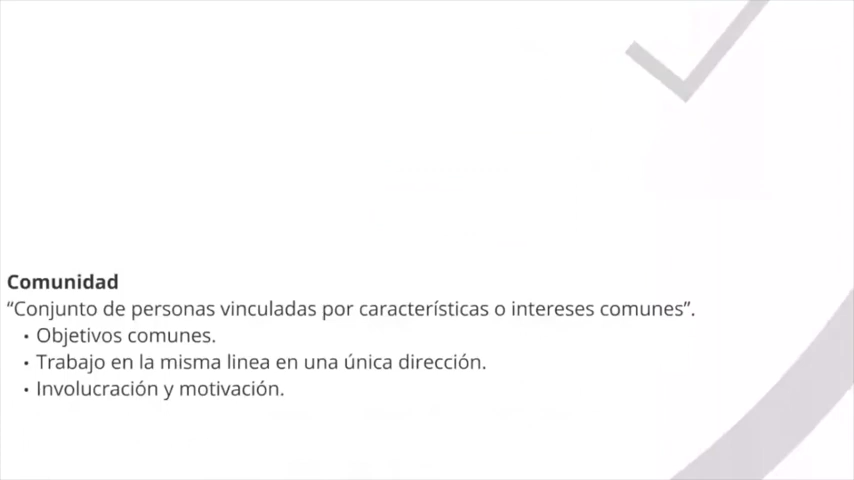 Comunidad
“Conjunto de personas vinculadas por características o intereses comunes”.
• Objetivos comunes.
• Trabajo en la misma linea en una única dirección.
• Involucración y motivación.